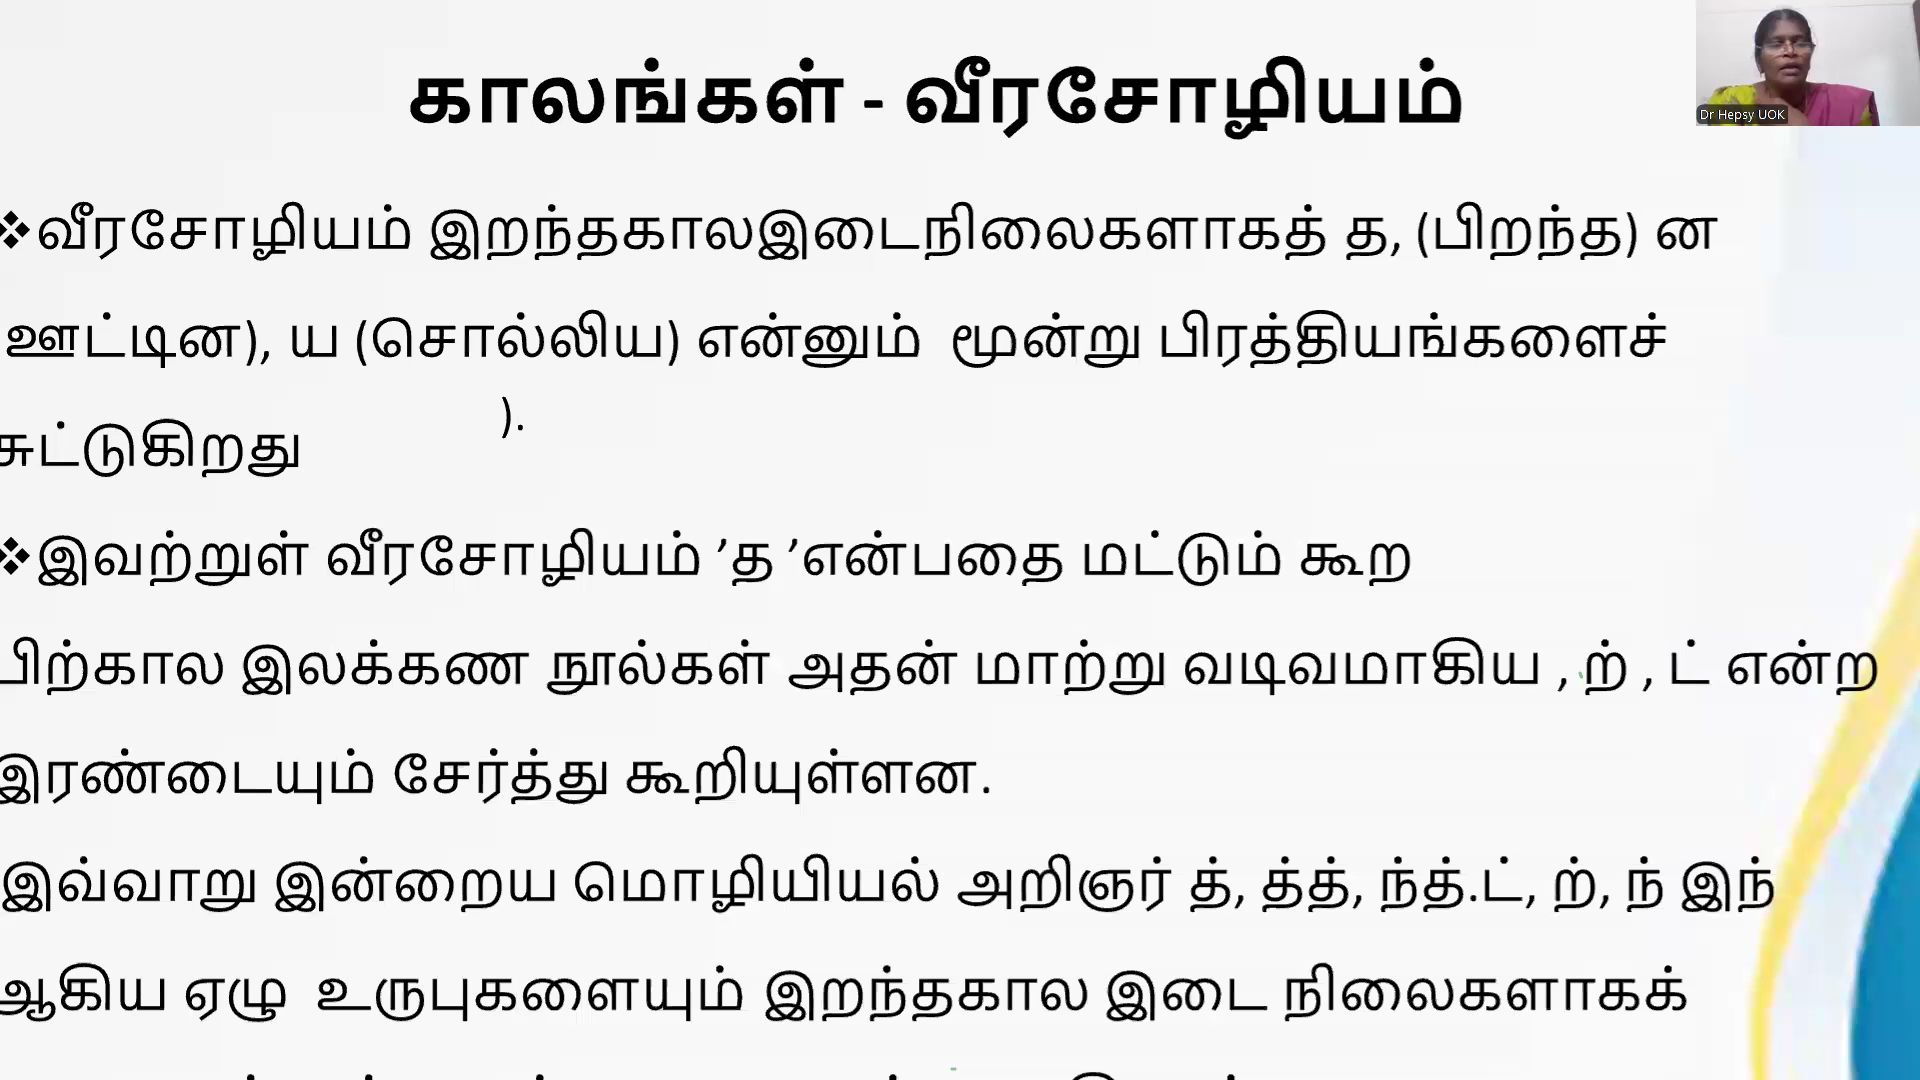 காலங்கள் - வீரசோழியம்
Dr Hepsy UOK
❖வீரசோழியம் இறந்தகாலஇடைநிலைகளாகத் த, (பிறந்த) ன
ஊட்டின), ய (சொல்லிய) என்னும் மூன்று பிரத்தியங்களைச்
).
சுட்டுகிறது
❖இவற்றுள் வீரசோழியம் ’த ’என்பதை மட்டும் கூற
பிற்கால இலக்கண நூல்கள் அதன் மாற்று வடிவமாகிய , ற் , ட் என்ற
இரண்டையும் சேர்த்து கூறியுள்ளன.
இவ்வாறு இன்றைய மொழியியல் அறிஞர் த், த்த், ந்த்.ட், ற், ந் இந்
ஆகிய ஏழு உருபுகளையும் இறந்தகால இடை நிலைகளாகக்